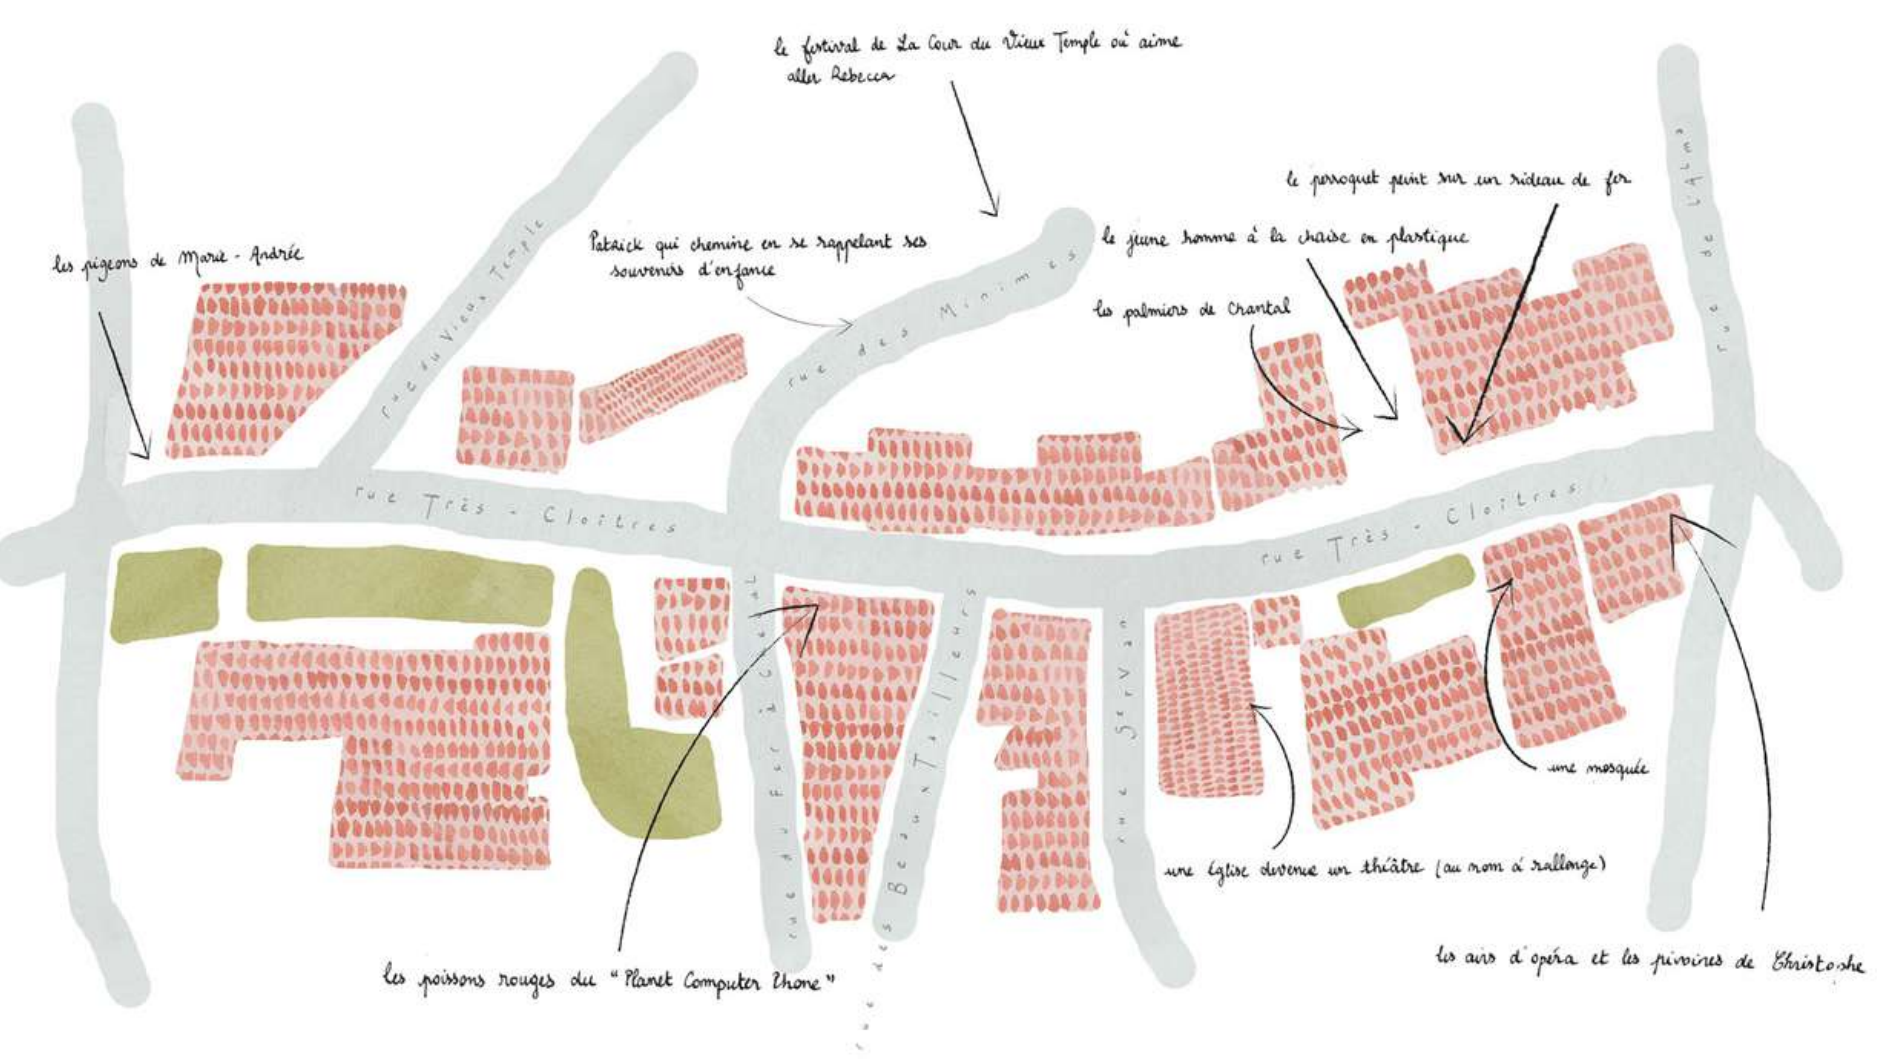 le festival de La Cour du Vieux Temple où aime
aller Rebecca
le perroquet peint sur un rideau de fer
les pigeons de Marie - Andrée
Patrick qui chemine en se rappelant ses
souvenirs d'enfance
le jeune homme à la chaise en plastique
les palmiers de Chantal
rue du Vieux Temple
rue des Minimes
rue Très - Cloîtres
rue Très - Cloîtres
rue du Fer à Cheval
rue des Beaux Tailleurs
rue Servan
une mosquée
une église devenue un théâtre (au nom à rallonge)
les airs d'opéra et les pivoines de Christophe
les poissons rouges du "Planet Computer Phone"